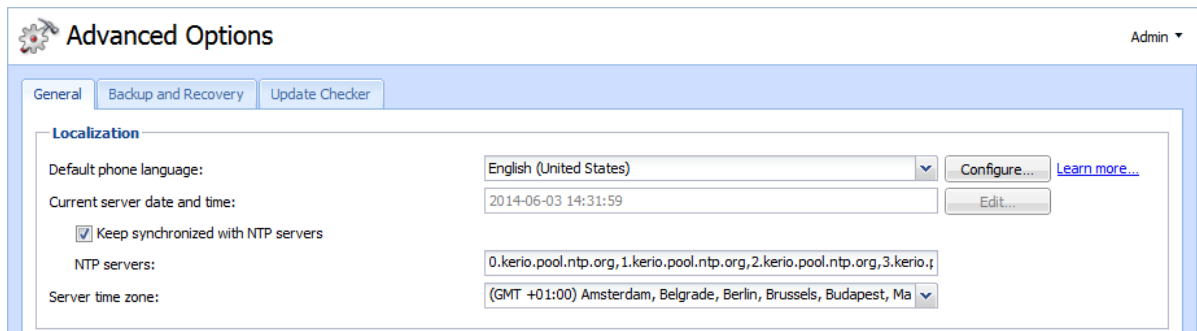 Advanced Options
Admin
General Backup and Recovery Update Checker
Localization
Default phone language: English (United States) Configure... Learn more...
Current server date and time: 2014-06-03 14:31:59 Edit...
Keep synchronized with NTP servers
NTP servers: 0.kerio.pool.ntp.org,1.kerio.pool.ntp.org,2.kerio.pool.ntp.org,3.kerio.p
Server time zone: (GMT +01:00) Amsterdam, Belgrade, Berlin, Brussels, Budapest, Ma